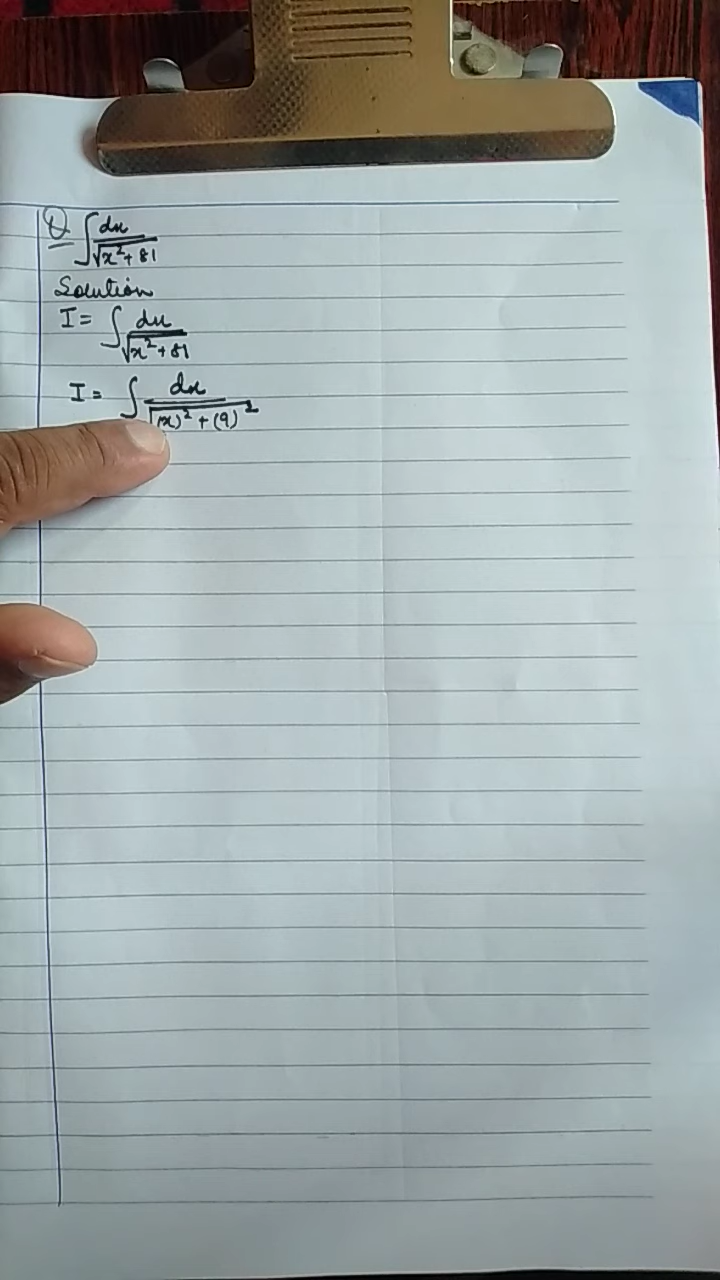 Q ∫ dx / √x² + 81
Solution
I = ∫ dx / √x² + 81
I = ∫ dx / √(x)² + (9)²